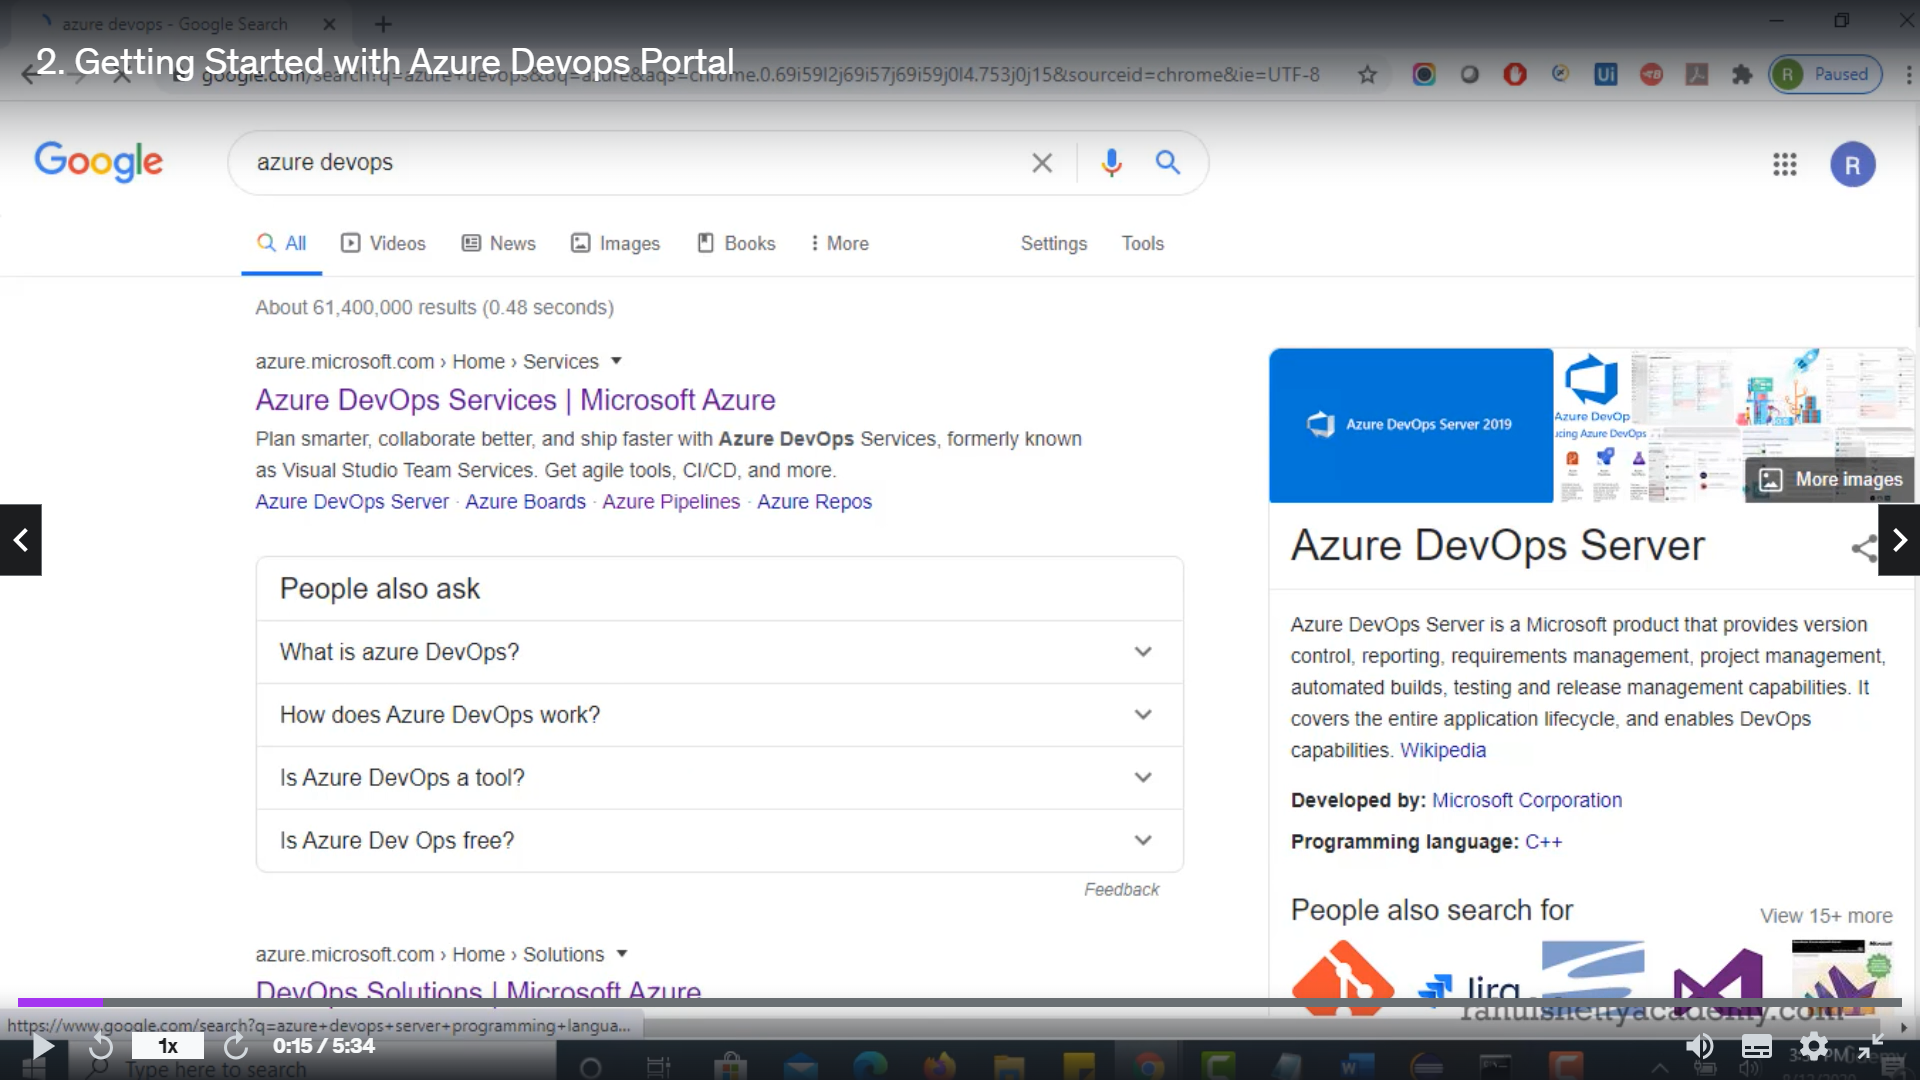 azure devops - Google Search
2. Getting Started with Azure Devops Portal
google.com/search?q=azure+devops&oq=azure&aqs=chrome.0.69i59l2j69i57j69i59j0l4.753j0j15&sourceid=chrome&ie=UTF-8
R Paused
Google
azure devops
R
All Videos News Images Books More Settings Tools
About 61,400,000 results (0.48 seconds)
azure.microsoft.com › Home › Services
Azure DevOps Services | Microsoft Azure
Plan smarter, collaborate better, and ship faster with Azure DevOps Services, formerly known
as Visual Studio Team Services. Get agile tools, CI/CD, and more.
Azure DevOps Server · Azure Boards · Azure Pipelines · Azure Repos
People also ask
What is azure DevOps?
How does Azure DevOps work?
Is Azure DevOps a tool?
Is Azure Dev Ops free?
Feedback
azure.microsoft.com › Home › Solutions
DevOps Solutions | Microsoft Azure
Azure DevOps Server 2019
Azure DevOp
cing Azure DevOps
More images
Azure DevOps Server
Azure DevOps Server is a Microsoft product that provides version
control, reporting, requirements management, project management,
automated builds, testing and release management capabilities. It
covers the entire application lifecycle, and enables DevOps
capabilities. Wikipedia
Developed by: Microsoft Corporation
Programming language: C++
People also search for
View 15+ more
Jira
rahulshettyacademy.com
https://www.google.com/search?q=azure+devops+server+programming+langua...
1x
0:15 / 5:34
Type here to search